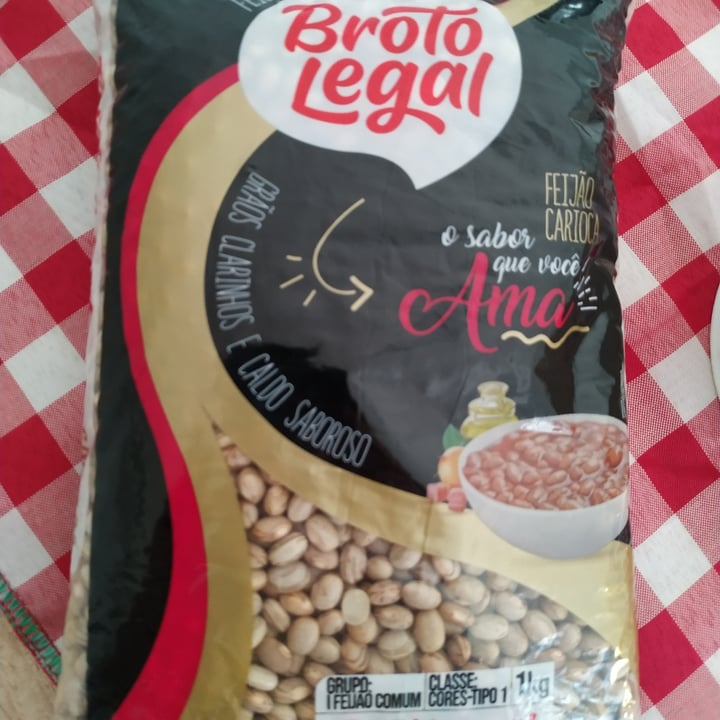 Broto
Legal
GRÃOS CLARINHOS E CALDO SABOROSO
FEIJÃO
CARIOCA
o sabor
que você
Ama
GRUPO: CLASSE: 1kg
I FEIJÃO COMUM CORES-TIPO 1